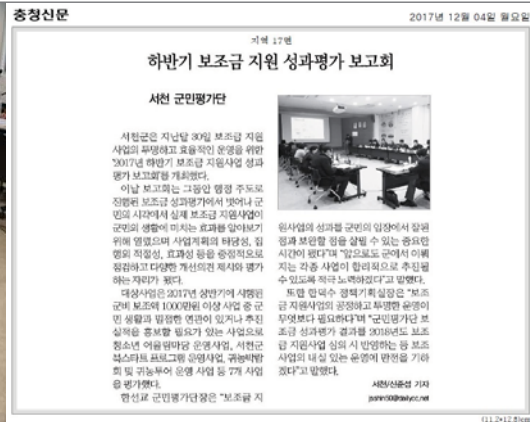 충청신문
2017년 12월 04일 월요일
지역 17면
하반기 보조금 지원 성과평가 보고회
서천 군민평가단
서천군은 지난달 30일 보조금 지원
사업의 투명하고 효율적인 운영을 위한
'2017년 하반기 보조금 지원사업 성과
평가 보고회'를 개최했다.
이날 보고회는 그동안 행정 주도로
진행된 보조금 성과평가에서 벗어나 군
민의 시각에서 실제 보조금 지원사업이
군민의 생활에 미치는 효과를 알아보기
위해 열렸으며 사업계획의 타당성, 집
행의 적절성, 효과성 등을 중점적으로
점검하고 다양한 개선의견 제시와 평가
하는 자리가 됐다.
대상사업은 2017년 상반기에 시행된
군비 보조액 1000만원 이상 사업 중 군
민 생활과 밀접한 연관이 있거나 추진
실적을 홍보할 필요가 있는 사업으로
청소년 어울림마당 운영사업, 서천군
북스타트 프로그램 운영사업, 귀농박람
회 및 귀농투어 운영 사업 등 7개 사업
을 평가했다.
한선교 군민평가단장은 "보조금 지
원사업의 성과를 군민의 입장에서 잘된
점과 보완할 점을 살필 수 있는 중요한
시간이 됐다"며 "앞으로도 군에서 이뤄
지는 각종 사업이 합리적으로 추진될
수 있도록 적극 노력하겠다"고 말했다.
또한 한덕수 정책기획실장은 "보조
금 지원사업의 공정하고 투명한 운영이
무엇보다 필요하다"며 "군민평가단 보
조금 성과평가 결과를 2018년도 보조
금 지원사업 심의 시 반영하는 등 보조
사업의 내실 있는 운영에 만전을 기하
겠다"고 말했다.
서천/신준섭 기자
jsshin50@dailycc.net
(11.2*12.8)cm